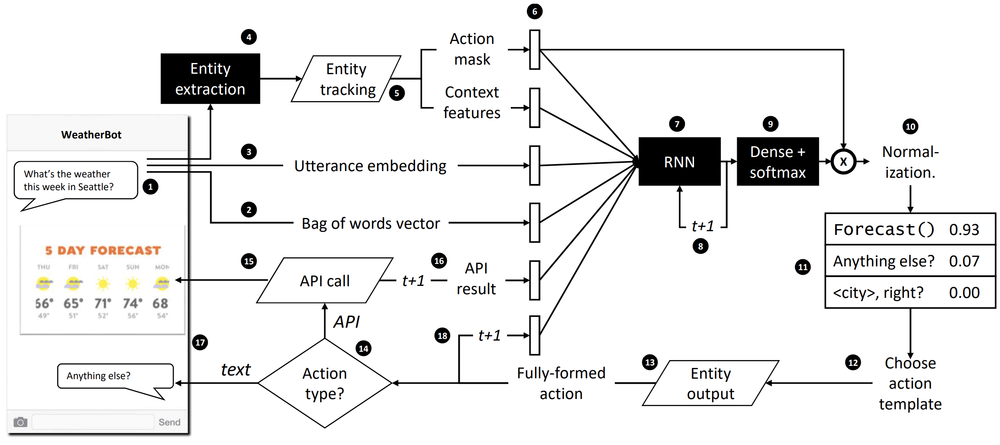 6
4
Action
mask
Entity
extraction
Entity
tracking
5
Context
features
WeatherBot
3
Utterance embedding
What's the weather
this week in Seattle?
1
2
Bag of words vector
7
RNN
t+1
8
9
Dense +
softmax
X
10
Normal-
ization.
5 DAY FORECAST
THU FRI SAT SUN MON
66° 65° 71° 74° 68
49° 51° 52° 56° 54°
15
API call
16
t+1
API
result
11
Forecast() 0.93
Anything else? 0.07
<city>, right? 0.00
API
17
14
18
t+1
text
Action
type?
Fully-formed
action
13
Entity
output
12
Choose
action
template
Anything else?
Send